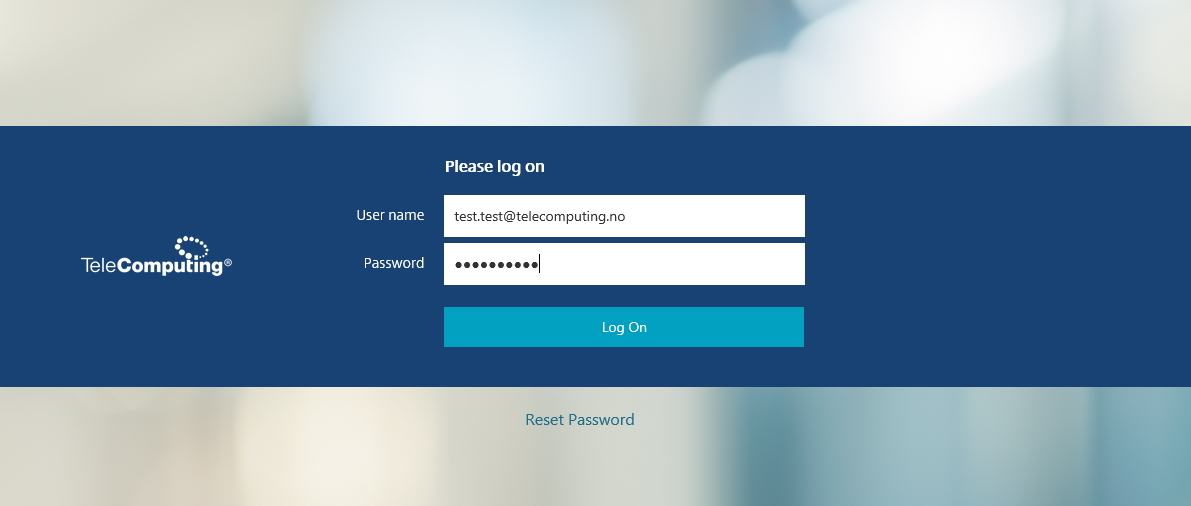 Please log on
User name
test.test@telecomputing.no
Password
●●●●●●●●●●
TeleComputing®
Log On
Reset Password